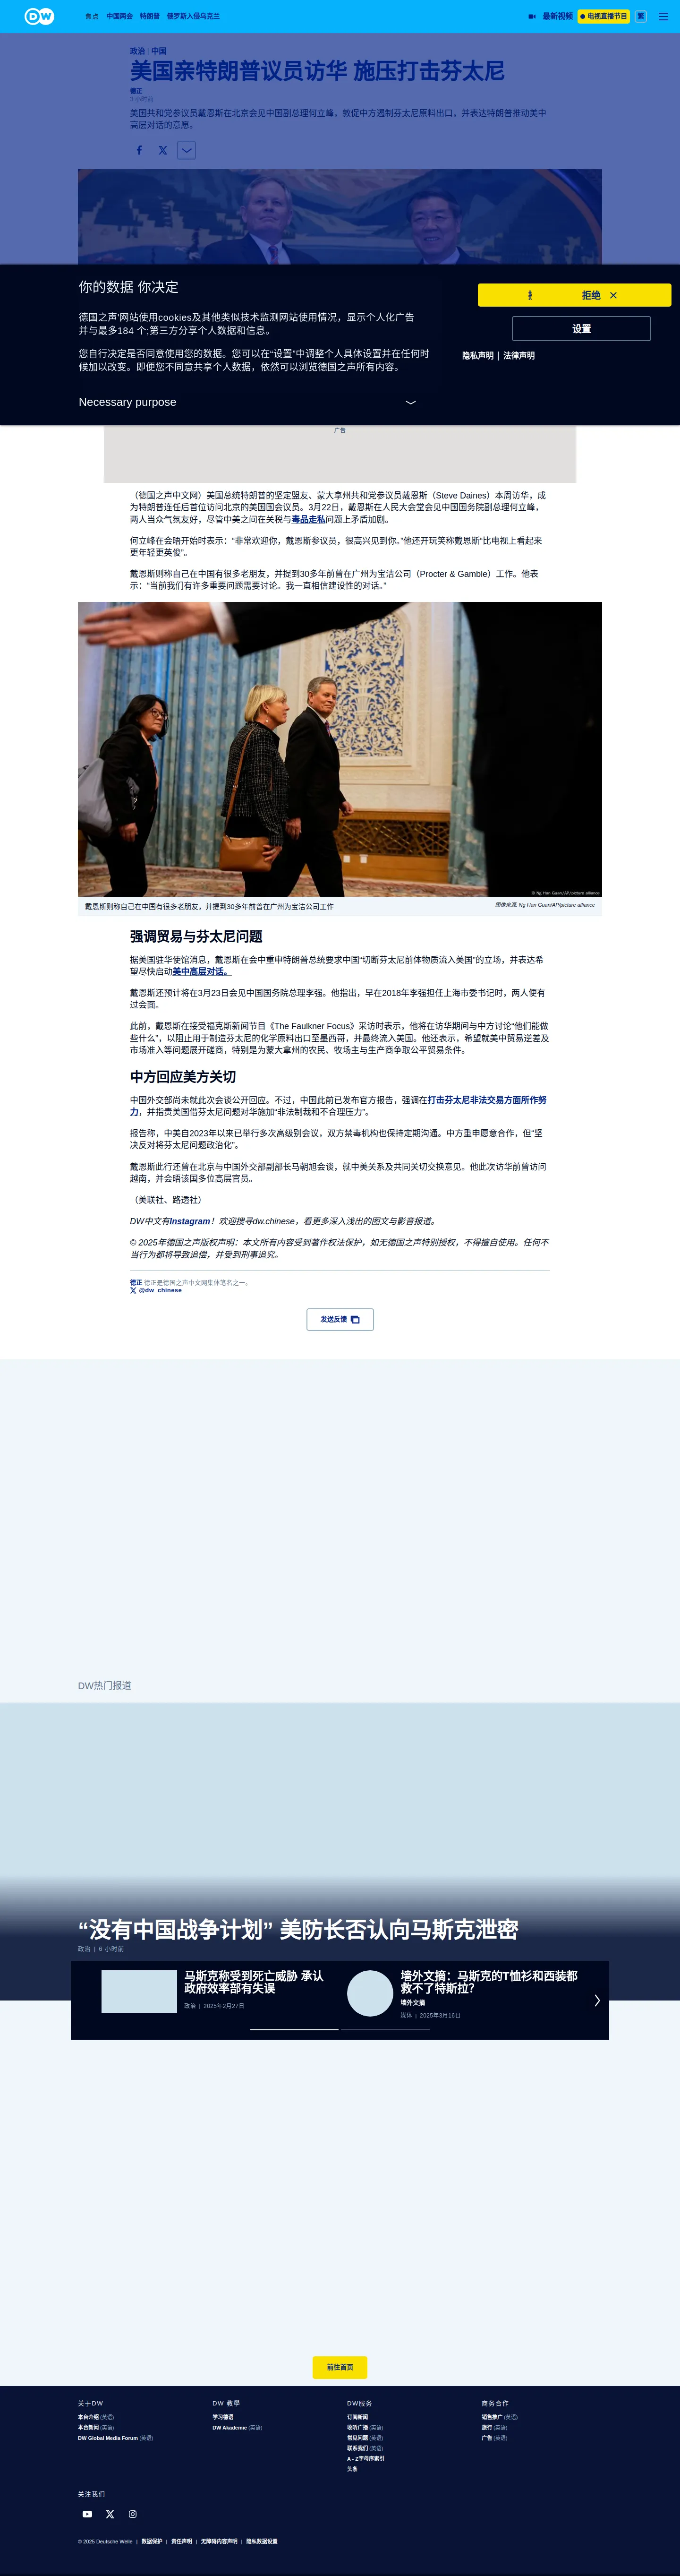 DW
焦点 中国两会 特朗普 俄罗斯入侵乌克兰 最新视频 电视直播节目 繁
政治 | 中国
美国亲特朗普议员访华 施压打击芬太尼
德正
3 小时前
美国共和党参议员戴恩斯在北京会见中国副总理何立峰，敦促中方遏制芬太尼原料出口，并表达特朗普推动美中
高层对话的意愿。
你的数据 你决定
德国之声'网站使用cookies及其他类似技术监测网站使用情况，显示个人化广告
并与最多184 个;第三方分享个人数据和信息。
您自行决定是否同意使用您的数据。您可以在"设置"中调整个人具体设置并在任何时
候加以改变。即便您不同意共享个人数据，依然可以浏览德国之声所有内容。
Necessary purpose
拒绝
设置
隐私声明 | 法律声明
广告
（德国之声中文网）美国总统特朗普的坚定盟友、蒙大拿州共和党参议员戴恩斯（Steve Daines）本周访华，成
为特朗普连任后首位访问北京的美国国会议员。3月22日，戴恩斯在人民大会堂会见中国国务院副总理何立峰，
两人当众气氛友好，尽管中美之间在关税与毒品走私问题上矛盾加剧。
何立峰在会晤开始时表示：“非常欢迎你，戴恩斯参议员，很高兴见到你。”他还开玩笑称戴恩斯“比电视上看起来
更年轻更英俊”。
戴恩斯则称自己在中国有很多老朋友，并提到30多年前曾在广州为宝洁公司（Procter & Gamble）工作。他表
示：“当前我们有许多重要问题需要讨论。我一直相信建设性的对话。”
© Ng Han Guan/AP/picture alliance
戴恩斯则称自己在中国有很多老朋友，并提到30多年前曾在广州为宝洁公司工作
图像来源: Ng Han Guan/AP/picture alliance
强调贸易与芬太尼问题
据美国驻华使馆消息，戴恩斯在会中重申特朗普总统要求中国“切断芬太尼前体物质流入美国”的立场，并表达希
望尽快启动美中高层对话。
戴恩斯还预计将在3月23日会见中国国务院总理李强。他指出，早在2018年李强担任上海市委书记时，两人便有
过会面。
此前，戴恩斯在接受福克斯新闻节目《The Faulkner Focus》采访时表示，他将在访华期间与中方讨论“他们能做
些什么”，以阻止用于制造芬太尼的化学原料出口至墨西哥，并最终流入美国。他还表示，希望就美中贸易逆差及
市场准入等问题展开磋商，特别是为蒙大拿州的农民、牧场主与生产商争取公平贸易条件。
中方回应美方关切
中国外交部尚未就此次会谈公开回应。不过，中国此前已发布官方报告，强调在打击芬太尼非法交易方面所作努
力，并指责美国借芬太尼问题对华施加“非法制裁和不合理压力”。
报告称，中美自2023年以来已举行多次高级别会议，双方禁毒机构也保持定期沟通。中方重申愿意合作，但“坚
决反对将芬太尼问题政治化”。
戴恩斯此行还曾在北京与中国外交部副部长马朝旭会谈，就中美关系及共同关切交换意见。他此次访华前曾访问
越南，并会晤该国多位高层官员。
（美联社、路透社）
DW中文有Instagram！欢迎搜寻dw.chinese，看更多深入浅出的图文与影音报道。
© 2025年德国之声版权声明：本文所有内容受到著作权法保护，如无德国之声特别授权，不得擅自使用。任何不
当行为都将导致追偿，并受到刑事追究。
德正 德正是德国之声中文网集体笔名之一。
@dw_chinese
发送反馈
DW热门报道
“没有中国战争计划” 美防长否认向马斯克泄密
政治 | 6 小时前
马斯克称受到死亡威胁 承认
政府效率部有失误
政治 | 2025年2月27日
墙外文摘：马斯克的T恤衫和西装都
救不了特斯拉？
墙外文摘
媒体 | 2025年3月16日
前往首页
关于DW
本台介绍 (英语)
本台新闻 (英语)
DW Global Media Forum (英语)
DW 教學
学习德语
DW Akademie (英语)
DW服务
订阅新闻
收听广播 (英语)
常见问题 (英语)
联系我们 (英语)
A - Z字母序索引
头条
商务合作
销售推广 (英语)
旅行 (英语)
广告 (英语)
关注我们
© 2025 Deutsche Welle | 数据保护 | 责任声明 | 无障碍内容声明 | 隐私数据设置